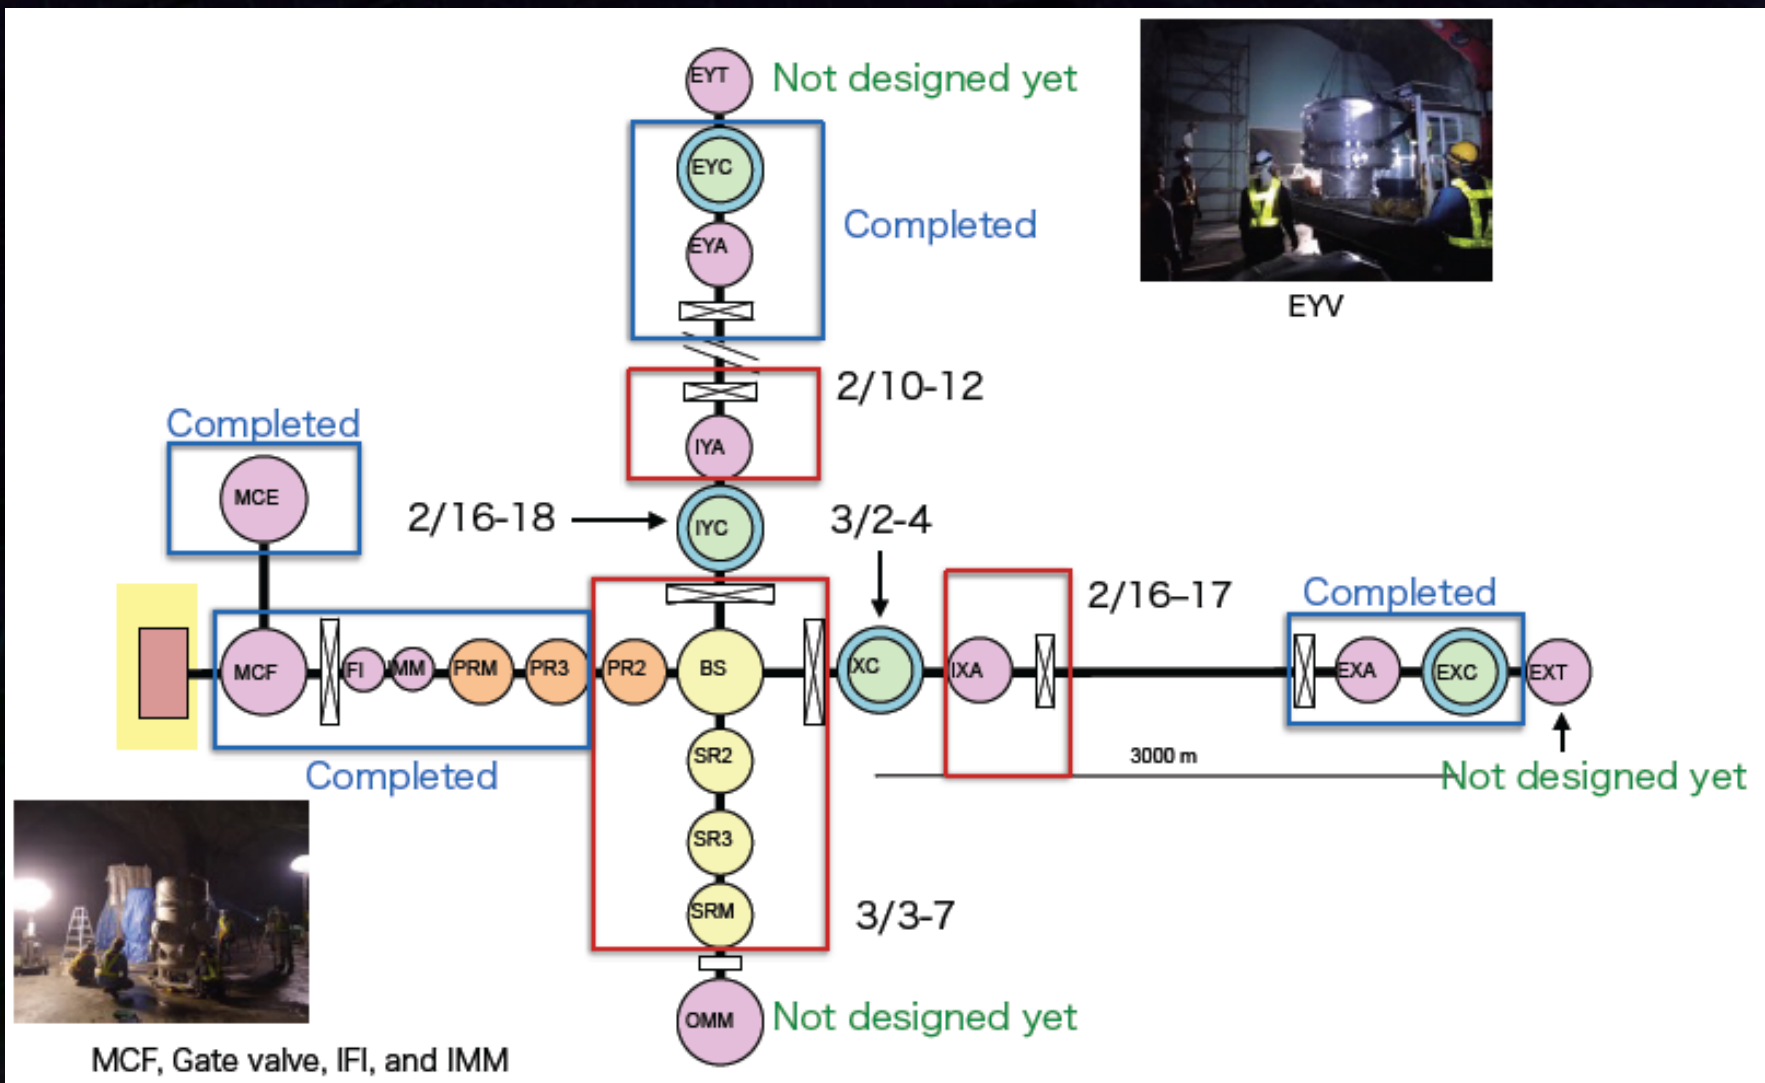 EYT
Not designed yet
EYC
Completed
EYA
EYV
2/10-12
Completed
IYA
MCE
2/16-18
IYC
3/2-4
2/16–17
Completed
MCF
IFI
IMM
PRM
PR3
PR2
BS
IXC
IXA
EXA
EXC
EXT
SR2
3000 m
Completed
Not designed yet
SR3
SRM
3/3-7
OMM
Not designed yet
MCF, Gate valve, IFI, and IMM